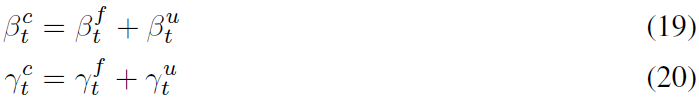 β_t^c = β_t^f + β_t^u (19)
γ_t^c = γ_t^f + γ_t^u (20)